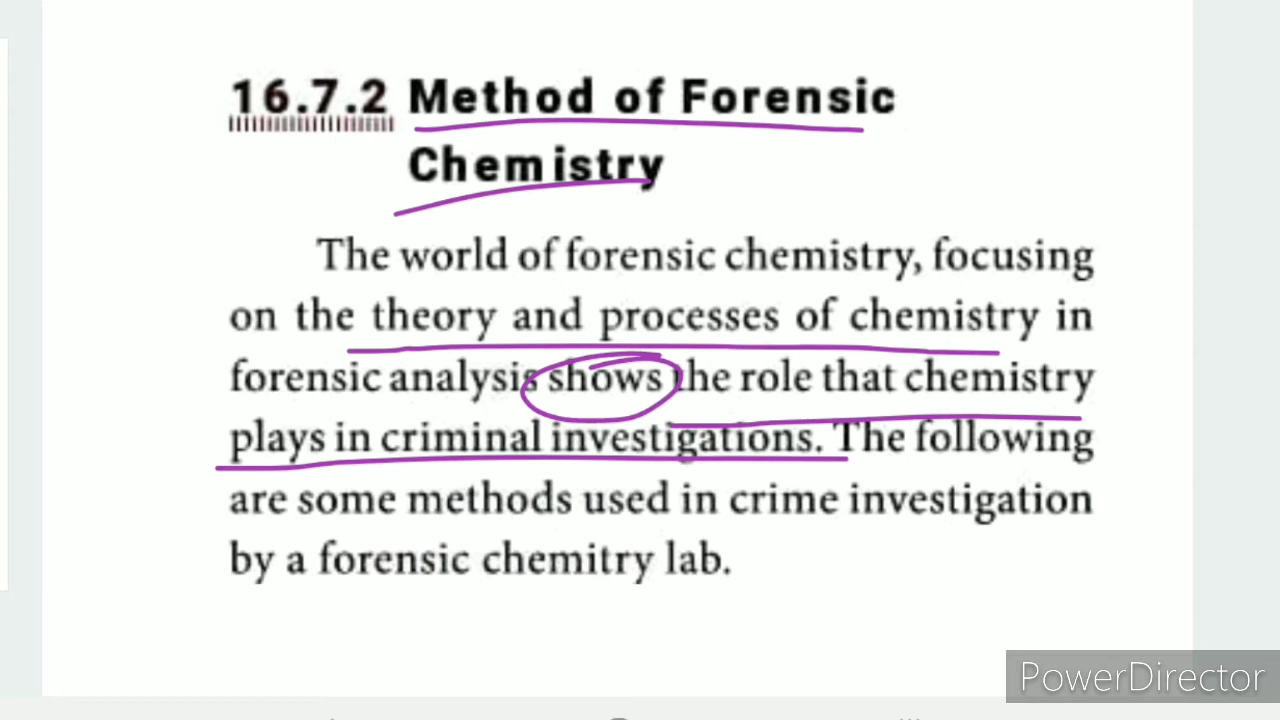 16.7.2 Method of Forensic
Chemistry
The world of forensic chemistry, focusing
on the theory and processes of chemistry in
forensic analysis shows the role that chemistry
plays in criminal investigations. The following
are some methods used in crime investigation
by a forensic chemitry lab.
PowerDirector